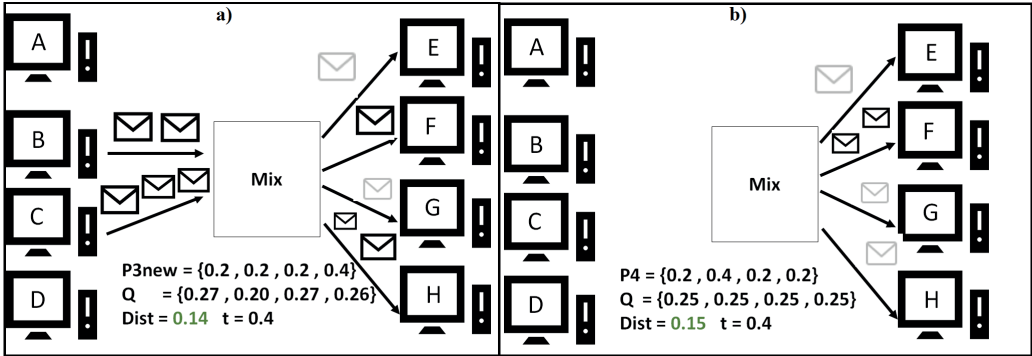 a)
A
B
C
D
Mix
E
F
G
H
P3new = {0.2 , 0.2 , 0.2 , 0.4}
Q = {0.27 , 0.20 , 0.27 , 0.26}
Dist = 0.14 t = 0.4
b)
A
B
C
D
Mix
E
F
G
H
P4 = {0.2 , 0.4 , 0.2 , 0.2}
Q = {0.25 , 0.25 , 0.25 , 0.25}
Dist = 0.15 t = 0.4